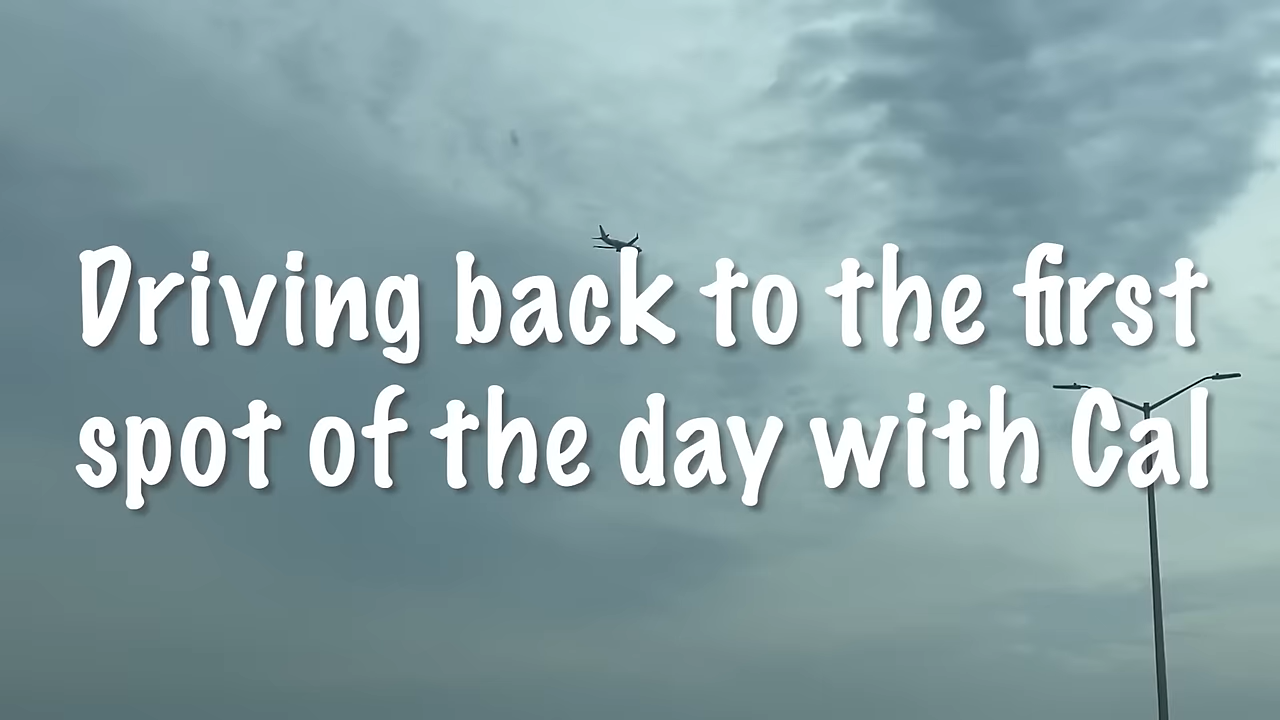 Driving back to the first
spot of the day with Cal